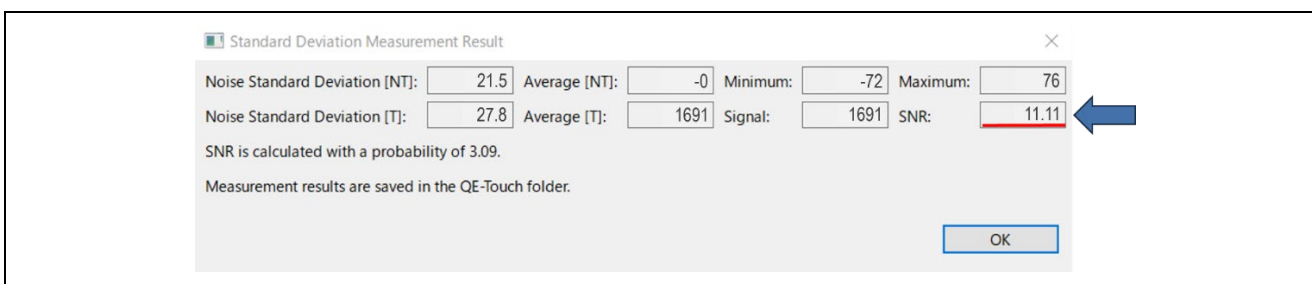 Standard Deviation Measurement Result
Noise Standard Deviation [NT]: 21.5 Average [NT]: -0 Minimum: -72 Maximum: 76
Noise Standard Deviation [T]: 27.8 Average [T]: 1691 Signal: 1691 SNR: 11.11
SNR is calculated with a probability of 3.09.
Measurement results are saved in the QE-Touch folder.
OK